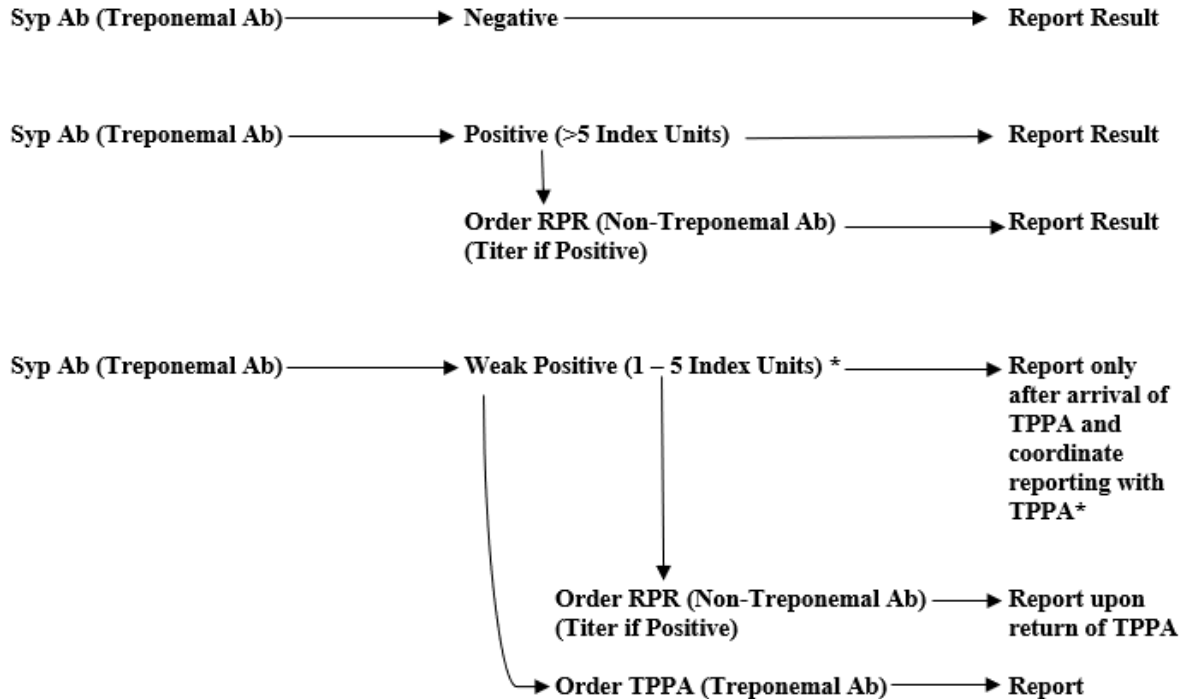 Syp Ab (Treponemal Ab) Negative Report Result
Syp Ab (Treponemal Ab) Positive (>5 Index Units) Report Result
Order RPR (Non-Treponemal Ab) Report Result
(Titer if Positive)
Syp Ab (Treponemal Ab) Weak Positive (1 – 5 Index Units) * Report only
after arrival of
TPPA and
coordinate
reporting with
TPPA*
Order RPR (Non-Treponemal Ab) Report upon
(Titer if Positive) return of TPPA
Order TPPA (Treponemal Ab) Report